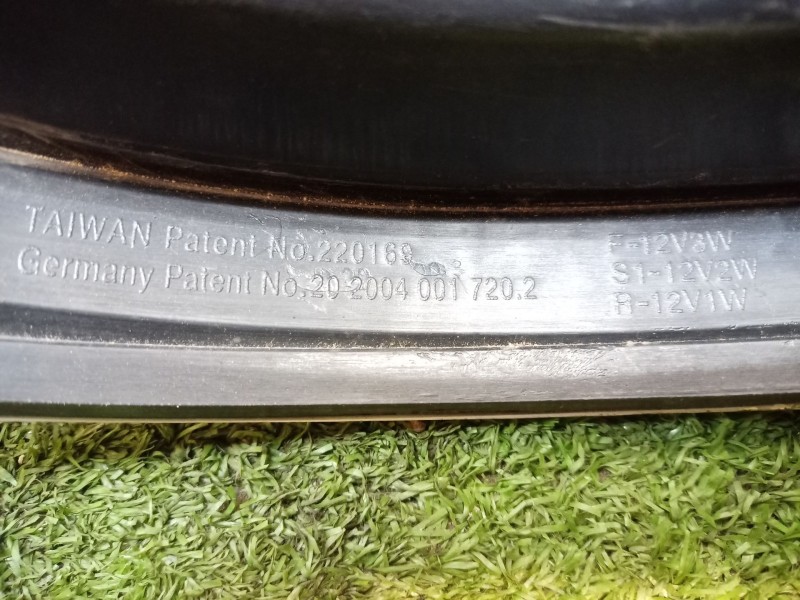 TAIWAN Patent No.220169
Germany Patent No.20 2004 001 720.2
F-12V3W
S1-12V2W
R-12V1W